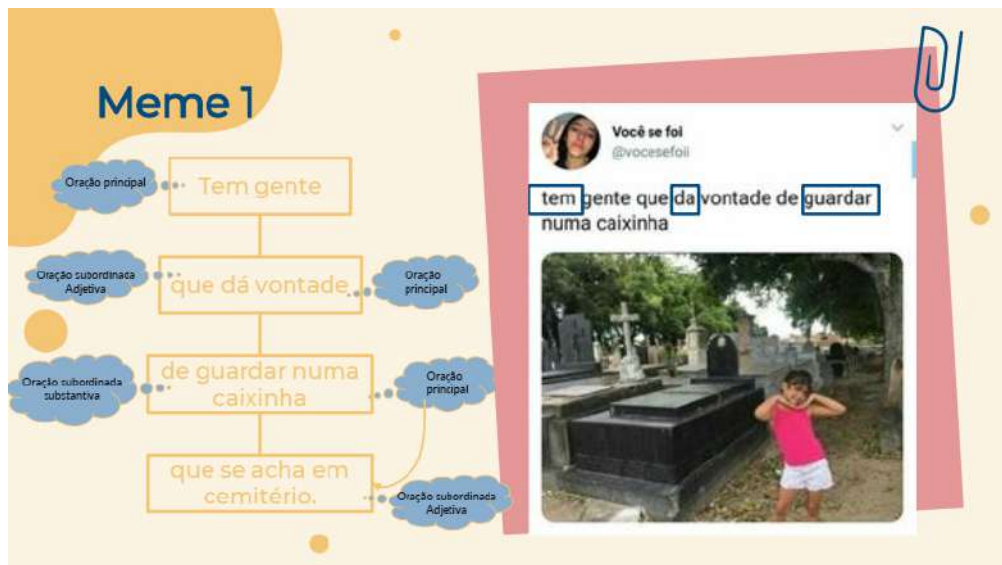 Meme 1
Oração principal
Tem gente
Oração subordinada
Adjetiva
que dá vontade
Oração
principal
Oração subordinada
substantiva
de guardar numa
caixinha
Oração
principal
que se acha em
cemitério.
Oração subordinada
Adjetiva
Você se foi
@vocesefoii
tem gente que da vontade de guardar
numa caixinha